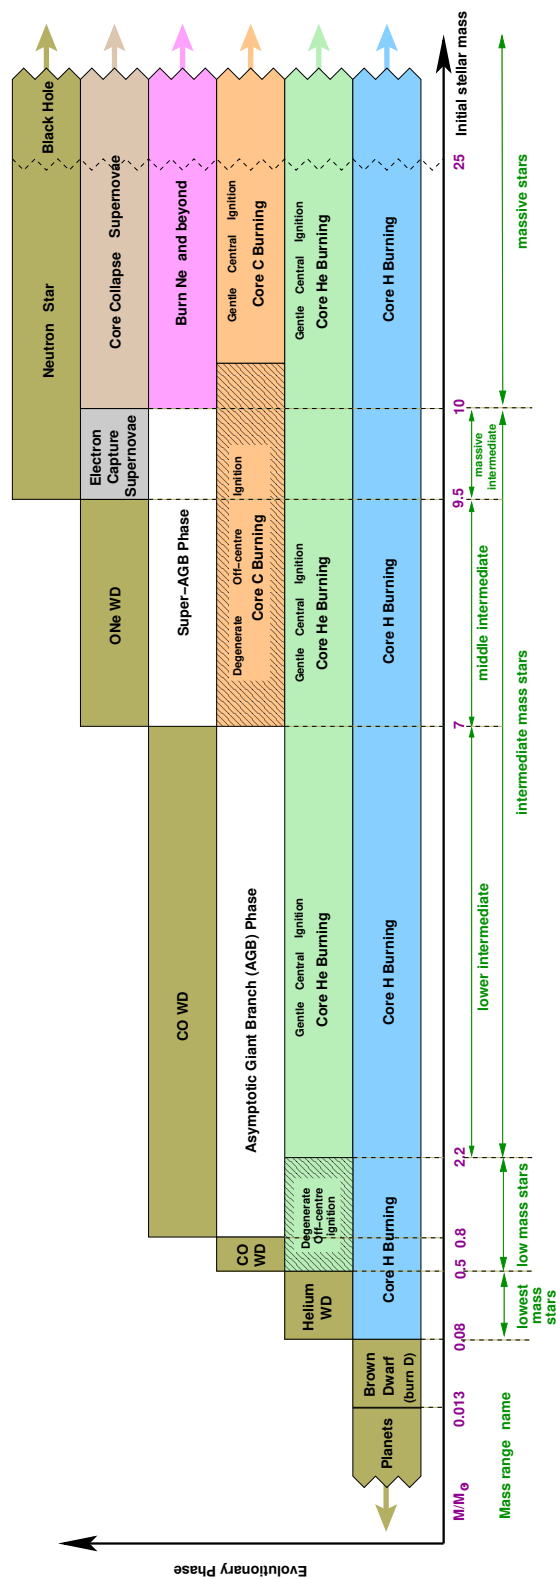 Neutron Star
Black Hole
ONe WD
Electron
Capture
Supernovae
Core Collapse Supernovae
CO WD
Super–AGB Phase
Burn Ne and beyond
CO
WD
Asymptotic Giant Branch (AGB) Phase
Degenerate Off–centre Ignition
Core C Burning
Gentle Central Ignition
Core C Burning
Helium
WD
Degenerate
Off–centre
ignition
Gentle Central Ignition
Core He Burning
Gentle Central Ignition
Core He Burning
Gentle Central Ignition
Core He Burning
Planets
Brown
Dwarf
(burn D)
Core H Burning
Core H Burning
Core H Burning
Core H Burning
Evolutionary Phase
Initial stellar mass
M/M⊙
0.013
0.08
0.5
0.8
2.2
7
9.5
10
25
lower intermediate
middle intermediate
massive
intermediate
Mass range name
lowest
mass
stars
low mass stars
intermediate mass stars
massive stars